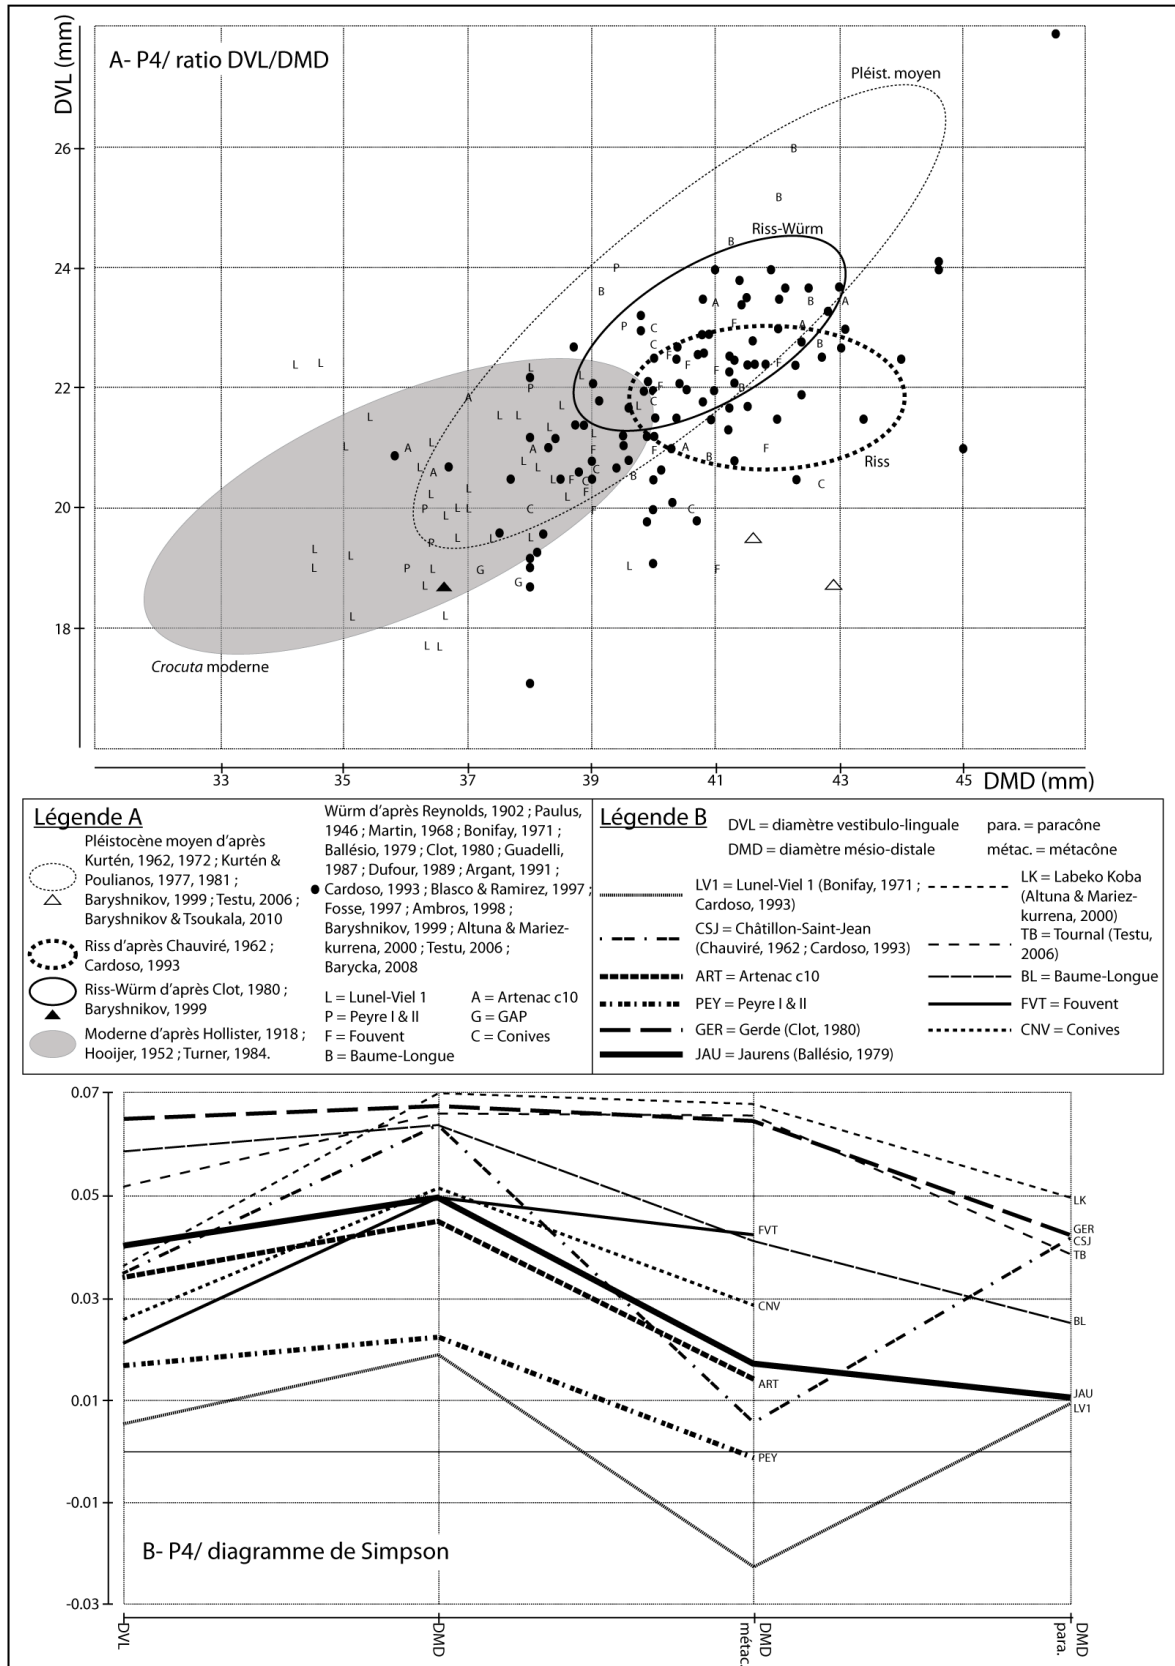 DVL (mm)
A- P4/ ratio DVL/DMD
Pléist. moyen
Riss-Würm
Riss
Crocuta moderne
26
24
22
20
18
33 35 37 39 41 43 45
DMD (mm)
Légende A
Pléistocène moyen d'après
Kurtén, 1962, 1972 ; Kurtén &
Poulianos, 1977, 1981 ;
Baryshnikov, 1999 ; Testu, 2006 ;
Baryshnikov & Tsoukala, 2010
Riss d'après Chauviré, 1962 ;
Cardoso, 1993
Riss-Würm d'après Clot, 1980 ;
Baryshnikov, 1999
Moderne d'après Hollister, 1918 ;
Hooijer, 1952 ; Turner, 1984.
Würm d'après Reynolds, 1902 ; Paulus,
1946 ; Martin, 1968 ; Bonifay, 1971 ;
Ballésio, 1979 ; Clot, 1980 ; Guadelli,
1987 ; Dufour, 1989 ; Argant, 1991 ;
Cardoso, 1993 ; Blasco & Ramirez, 1997 ;
Fosse, 1997 ; Ambros, 1998 ;
Baryshnikov, 1999 ; Altuna & Mariez-
kurrena, 2000 ; Testu, 2006 ;
Barycka, 2008
L = Lunel-Viel 1
P = Peyre I & II
F = Fouvent
B = Baume-Longue
A = Artenac c10
G = GAP
C = Conives
Légende B
DVL = diamètre vestibulo-linguale
DMD = diamètre mésio-distale
para. = paracône
métac. = métacône
LV1 = Lunel-Viel 1 (Bonifay, 1971 ;
Cardoso, 1993)
CSJ = Châtillon-Saint-Jean
(Chauviré, 1962 ; Cardoso, 1993)
ART = Artenac c10
PEY = Peyre I & II
GER = Gerde (Clot, 1980)
JAU = Jaurens (Ballésio, 1979)
LK = Labeko Koba
(Altuna & Mariez-
kurrena, 2000)
TB = Tournal (Testu,
2006)
BL = Baume-Longue
FVT = Fouvent
CNV = Conives
0.07
0.05
0.03
0.01
-0.01
-0.03
LK
GER
CSJ
TB
FVT
CNV
BL
ART
JAU
LV1
PEY
B- P4/ diagramme de Simpson
DVL
DMD
DMD
métac.
DMD
para.